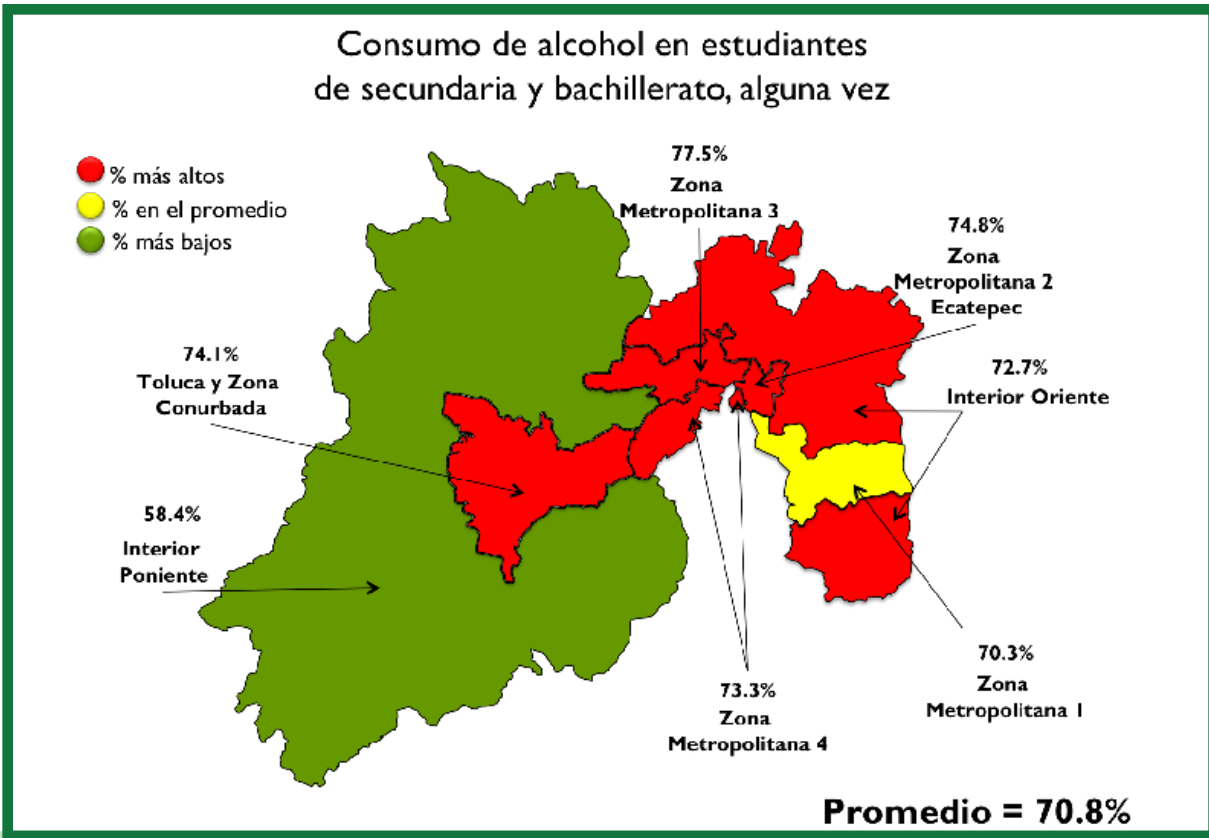 Consumo de alcohol en estudiantes
de secundaria y bachillerato, alguna vez
% más altos
% en el promedio
% más bajos
77.5%
Zona
Metropolitana 3
74.8%
Zona
Metropolitana 2
Ecatepec
74.1%
Toluca y Zona
Conurbada
72.7%
Interior Oriente
58.4%
Interior
Poniente
73.3%
Zona
Metropolitana 4
70.3%
Zona
Metropolitana 1
Promedio = 70.8%